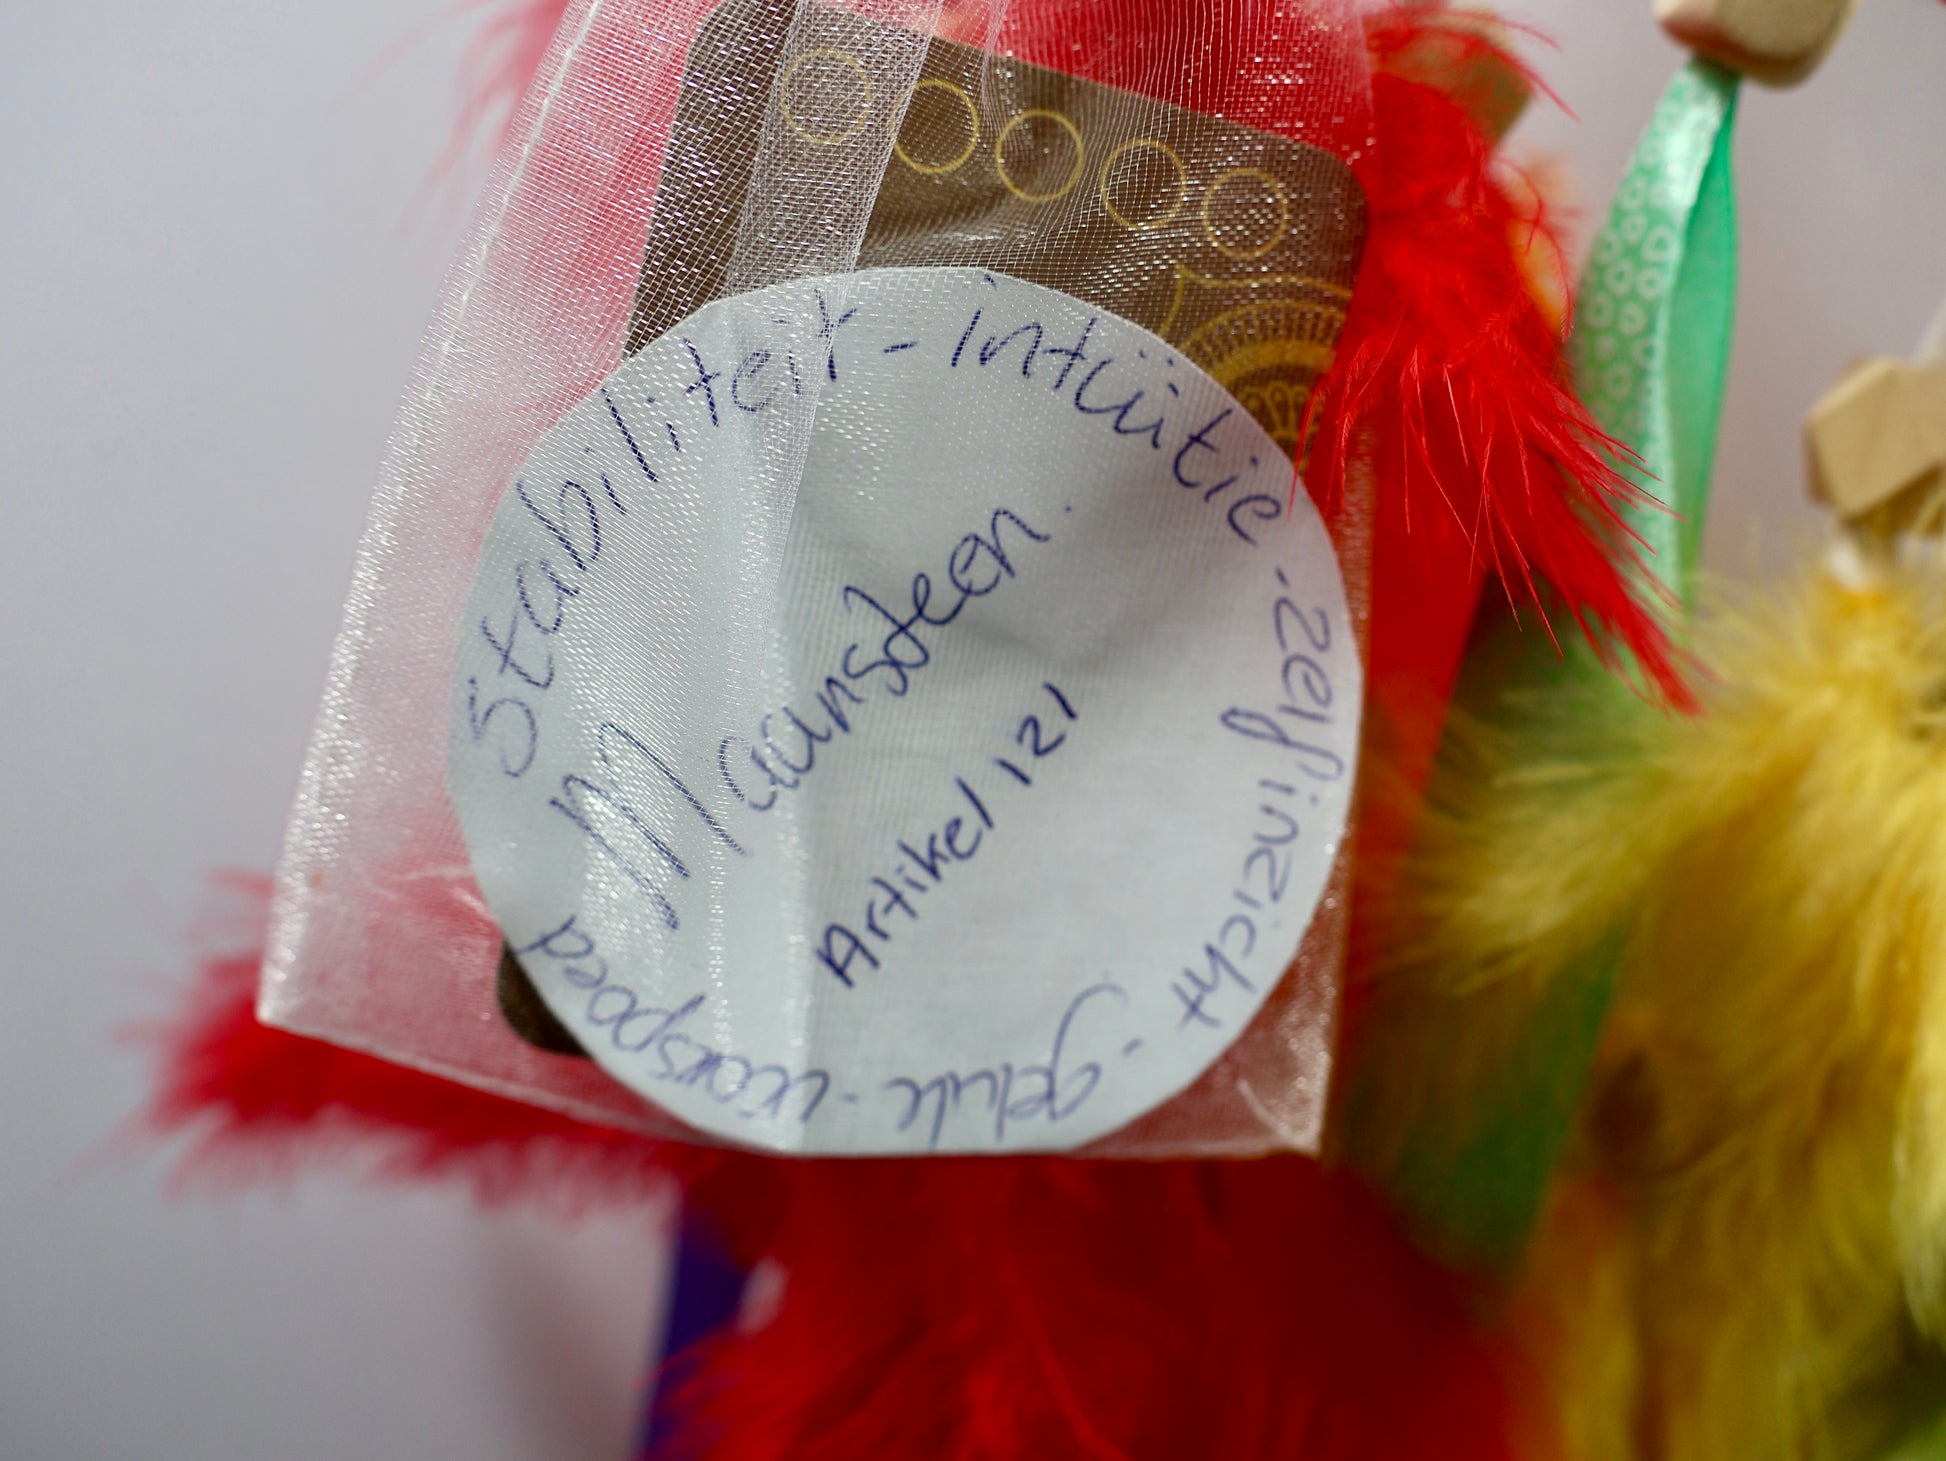 Stabiliteit - intuïtie - zelfinzicht - geluk - voorspoed
Maansteen.
Artikel 121